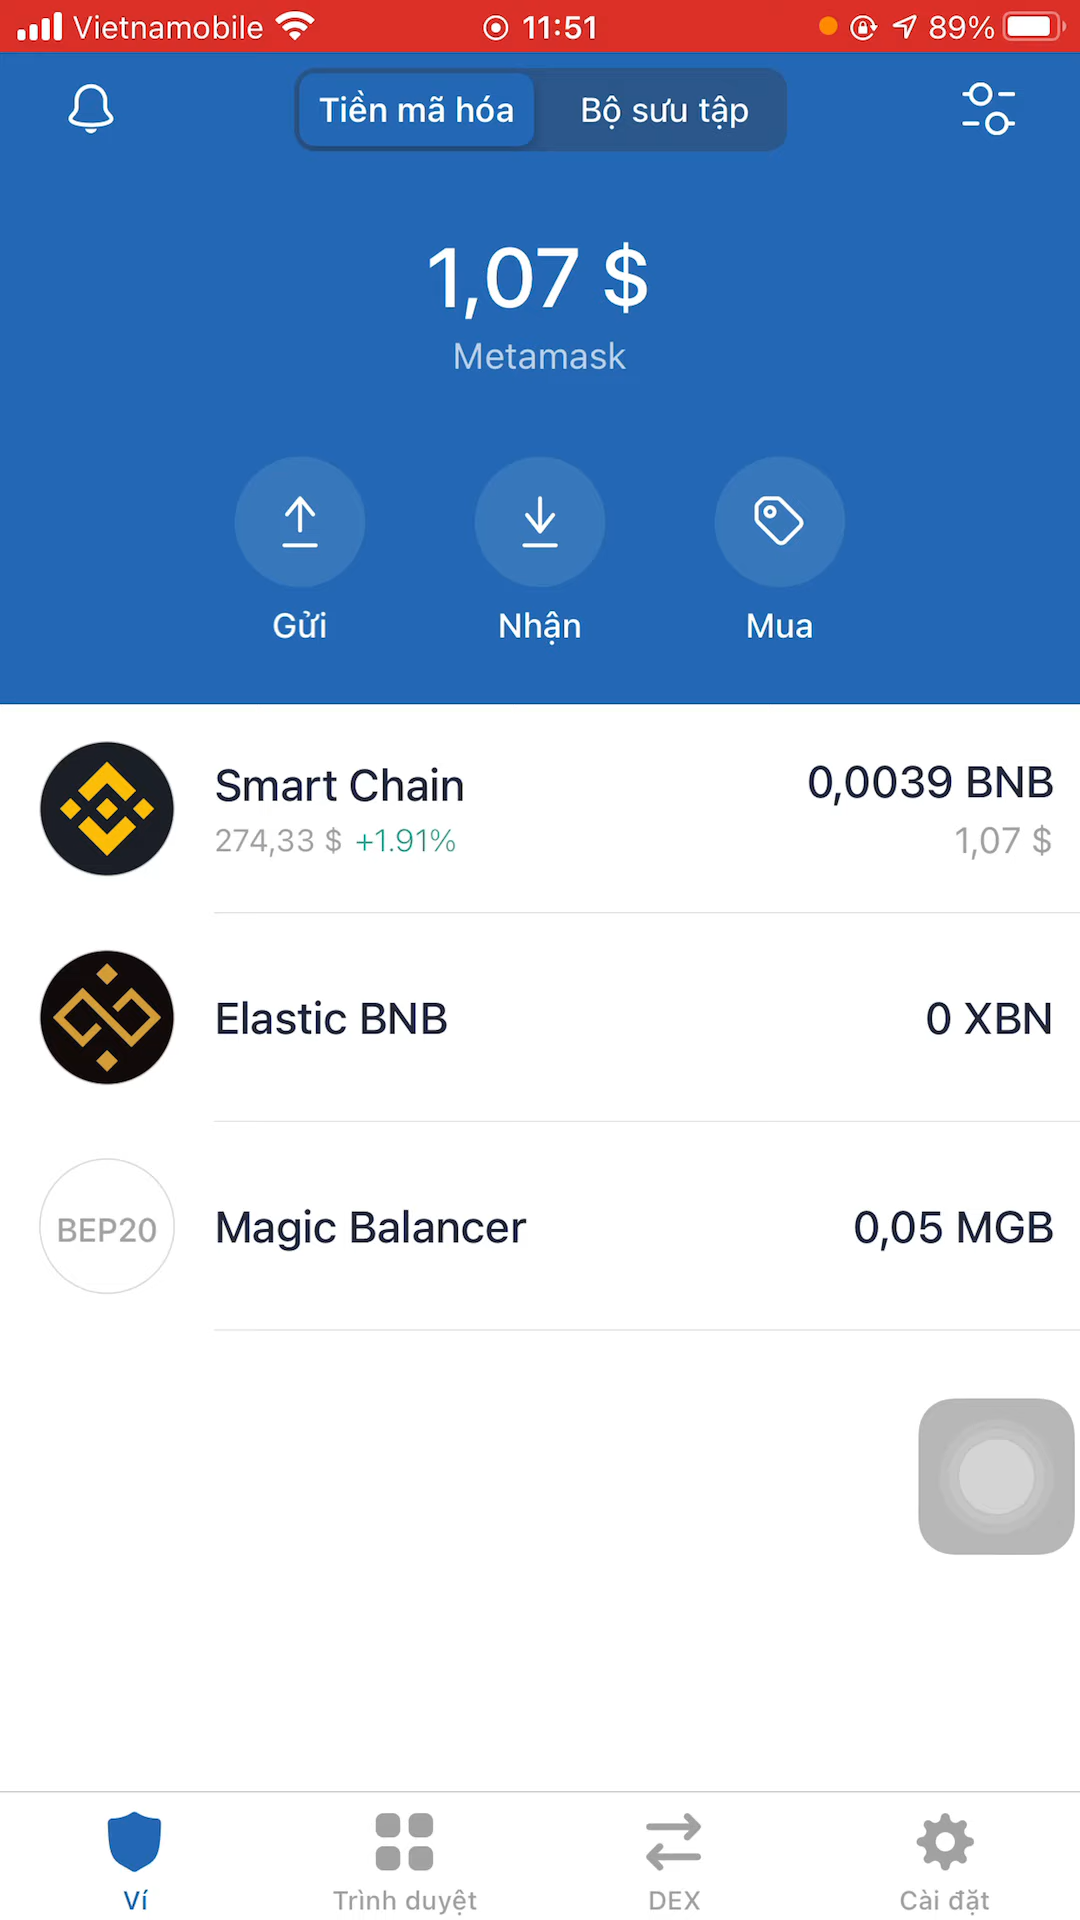 Vietnamobile 11:51 89%
Tiền mã hóa Bộ sưu tập
1,07 $
Metamask
Gửi Nhận Mua
Smart Chain 0,0039 BNB
274,33 $ +1.91% 1,07 $
Elastic BNB 0 XBN
BEP20 Magic Balancer 0,05 MGB
Ví Trình duyệt DEX Cài đặt